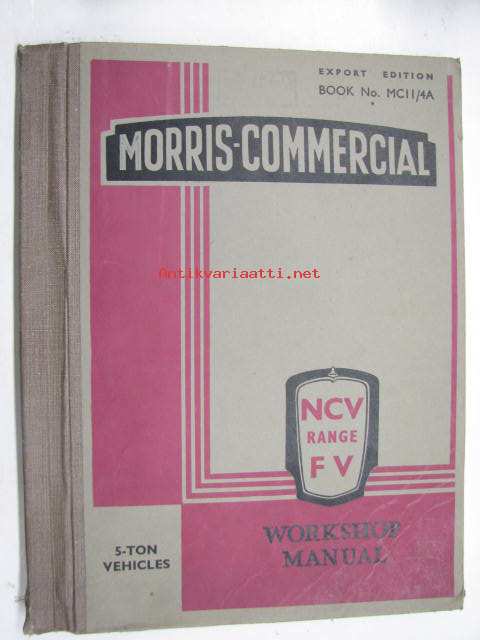 EXPORT EDITION
BOOK No. MC11/4A
MORRIS-COMMERCIAL
Antikvariaatti.net
NCV
RANGE
FV
WORKSHOP
MANUAL
5-TON
VEHICLES